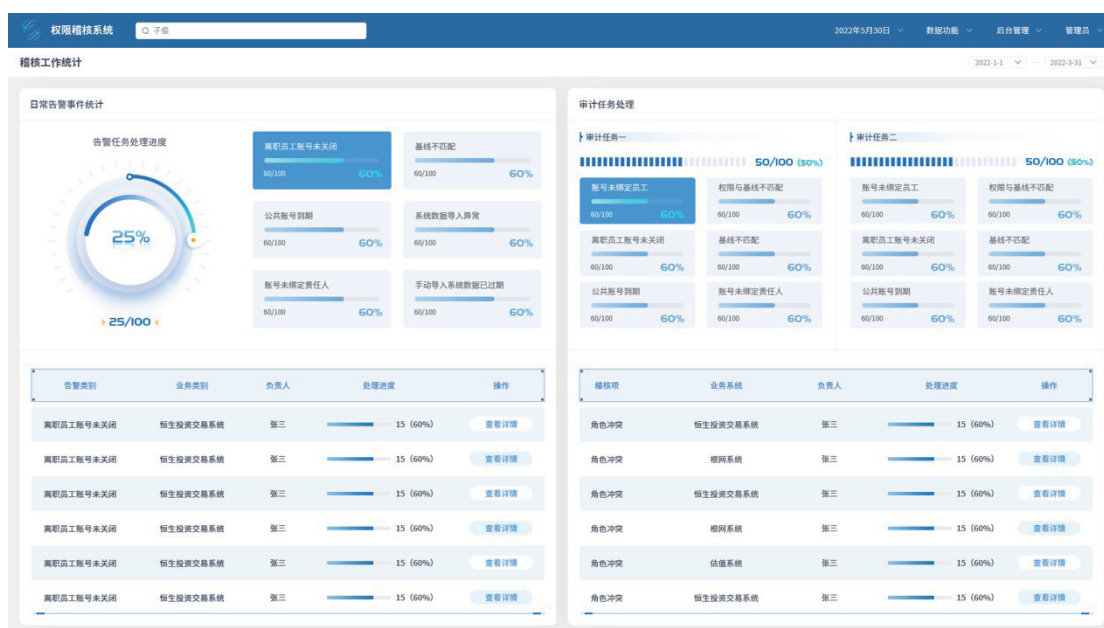 权限稽核系统 子俊 2022年5月30日 数据功能 后台管理 管理员
稽核工作统计 2022-1-1 — 2022-3-31
日常告警事件统计
告警任务处理进度
25%
25/100
离职员工账号未关闭 基线不匹配
60/100 60% 60/100 60%
公共账号到期 系统数据导入异常
60/100 60% 60/100 60%
账号未绑定责任人 手动导入系统数据已过期
60/100 60% 60/100 60%
告警类别 业务类别 负责人 处理进度 操作
离职员工账号未关闭 恒生投资交易系统 张三 15（60%） 查看详情
离职员工账号未关闭 恒生投资交易系统 张三 15（60%） 查看详情
离职员工账号未关闭 恒生投资交易系统 张三 15（60%） 查看详情
离职员工账号未关闭 恒生投资交易系统 张三 15（60%） 查看详情
离职员工账号未关闭 恒生投资交易系统 张三 15（60%） 查看详情
离职员工账号未关闭 恒生投资交易系统 张三 15（60%） 查看详情
审计任务处理
审计任务一
50/100 (50%)
账号未绑定员工 权限与基线不匹配
60/100 60% 60/100 60%
离职员工账号未关闭 基线不匹配
60/100 60% 60/100 60%
公共账号到期 账号未绑定责任人
60/100 60% 60/100 60%
审计任务二
50/100 (50%)
账号未绑定员工 权限与基线不匹配
60/100 60% 60/100 60%
离职员工账号未关闭 基线不匹配
60/100 60% 60/100 60%
公共账号到期 账号未绑定责任人
60/100 60% 60/100 60%
稽核项 业务系统 负责人 处理进度 操作
角色冲突 恒生投资交易系统 张三 15（60%） 查看详情
角色冲突 根网系统 张三 15（60%） 查看详情
角色冲突 恒生投资交易系统 张三 15（60%） 查看详情
角色冲突 根网系统 张三 15（60%） 查看详情
角色冲突 估值系统 张三 15（60%） 查看详情
角色冲突 恒生投资交易系统 张三 15（60%） 查看详情